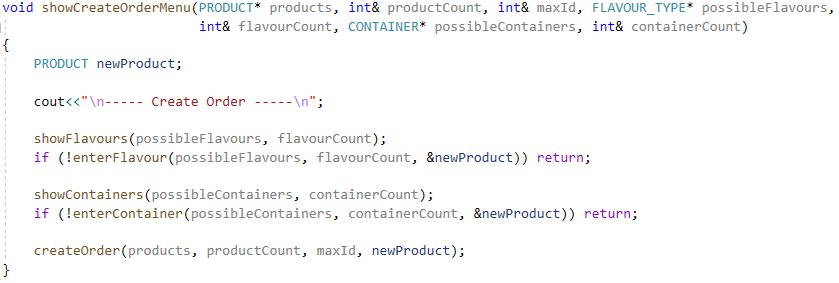 void showCreateOrderMenu(PRODUCT* products, int& productCount, int& maxId, FLAVOUR_TYPE* possibleFlavours,
int& flavourCount, CONTAINER* possibleContainers, int& containerCount)
{
PRODUCT newProduct;
cout<<"\n----- Create Order -----\n";
showFlavours(possibleFlavours, flavourCount);
if (!enterFlavour(possibleFlavours, flavourCount, &newProduct)) return;
showContainers(possibleContainers, containerCount);
if (!enterContainer(possibleContainers, containerCount, &newProduct)) return;
createOrder(products, productCount, maxId, newProduct);
}